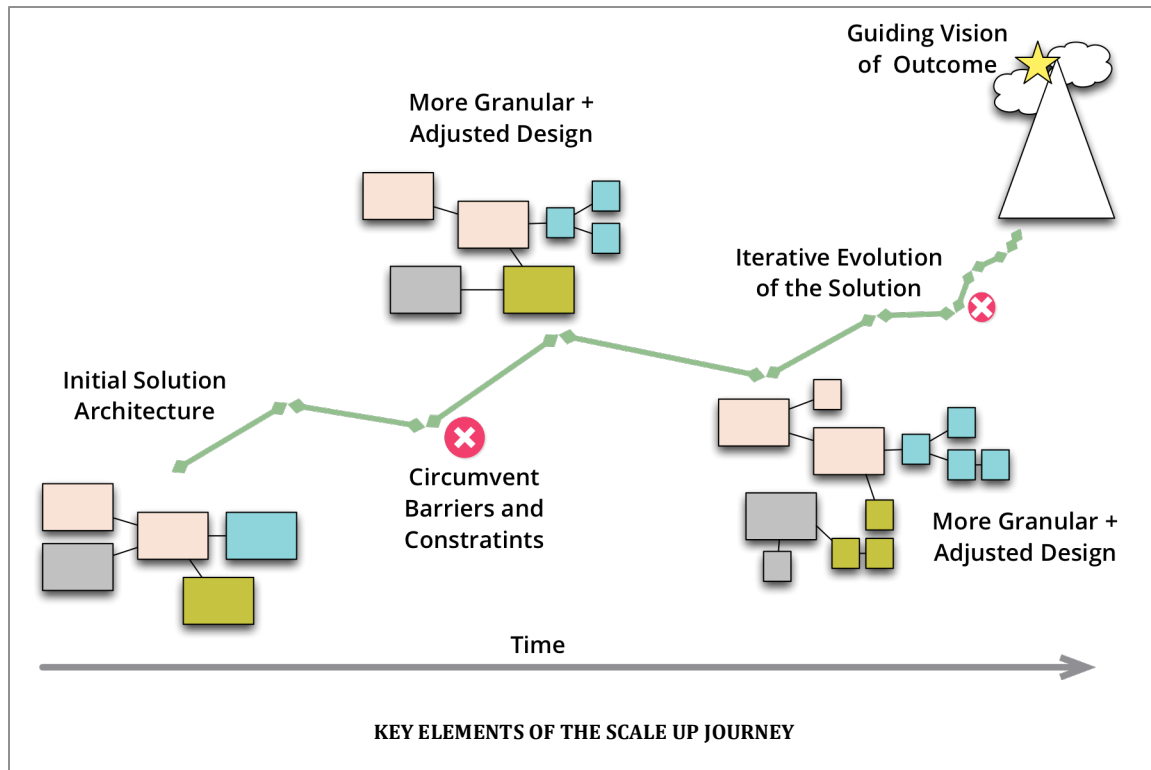 Guiding Vision
of Outcome
More Granular +
Adjusted Design
Iterative Evolution
of the Solution
Initial Solution
Architecture
Circumvent
Barriers and
Constratints
More Granular +
Adjusted Design
Time
KEY ELEMENTS OF THE SCALE UP JOURNEY